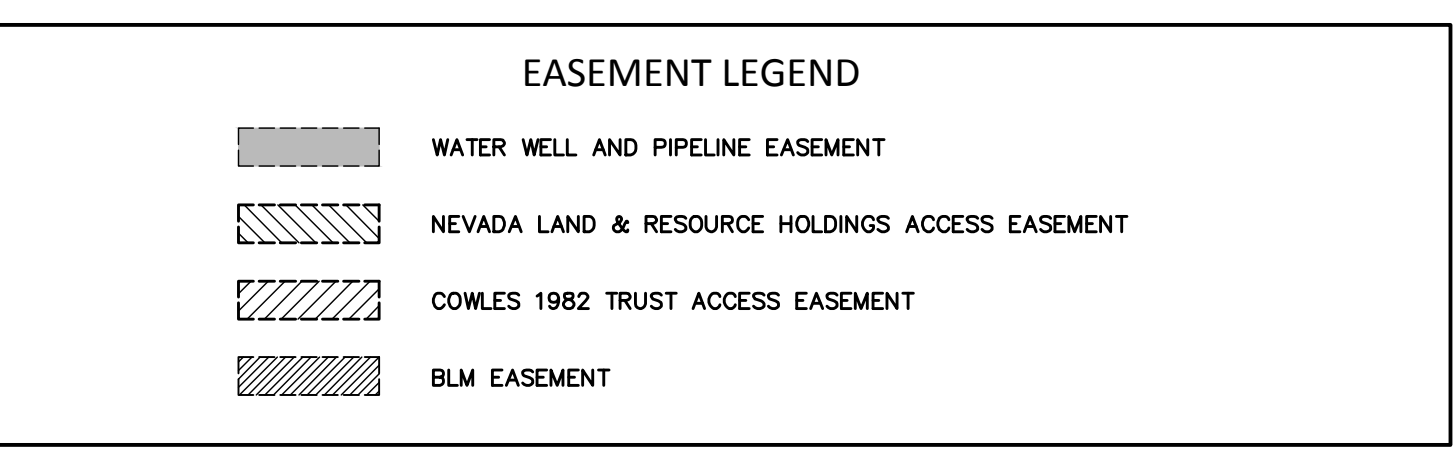 EASEMENT LEGEND
WATER WELL AND PIPELINE EASEMENT
NEVADA LAND & RESOURCE HOLDINGS ACCESS EASEMENT
COWLES 1982 TRUST ACCESS EASEMENT
BLM EASEMENT